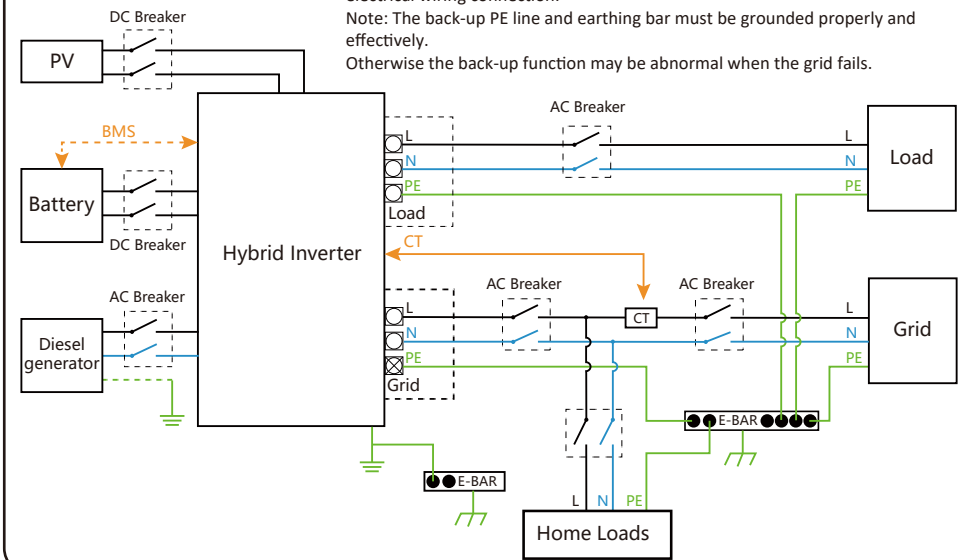 electrical wiring connection.
Note: The back-up PE line and earthing bar must be grounded properly and
effectively.
Otherwise the back-up function may be abnormal when the grid fails.
DC Breaker
PV
BMS
Battery
DC Breaker
AC Breaker
Diesel
generator
Hybrid Inverter
L
N
PE
Load
AC Breaker
L
N
PE
Load
CT
L
N
PE
Grid
AC Breaker
CT
AC Breaker
L
N
PE
Grid
E-BAR
E-BAR
L
N
PE
Home Loads